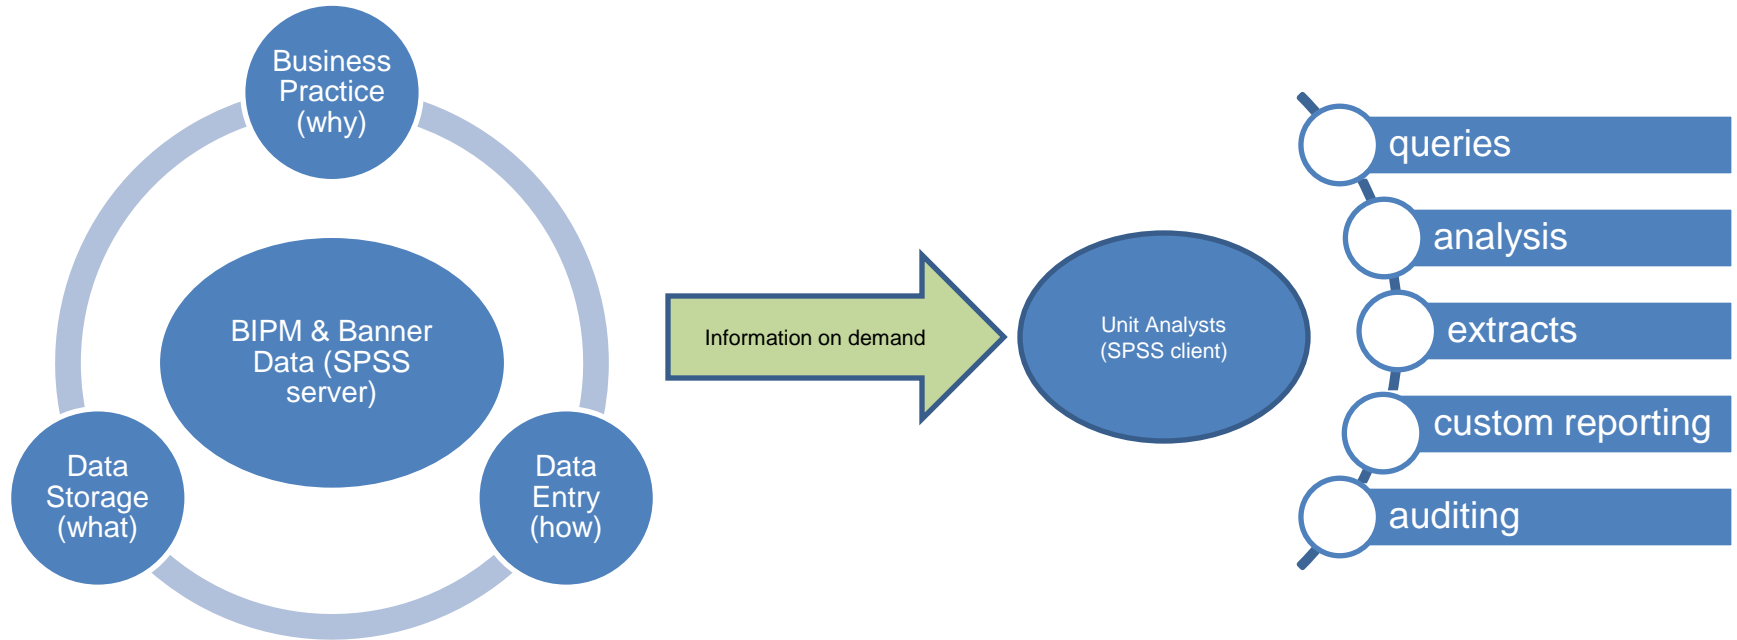 Business
Practice
(why)
BIPM & Banner
Data (SPSS
server)
Data
Storage
(what)
Data
Entry
(how)
Information on demand
Unit Analysts
(SPSS client)
queries
analysis
extracts
custom reporting
auditing